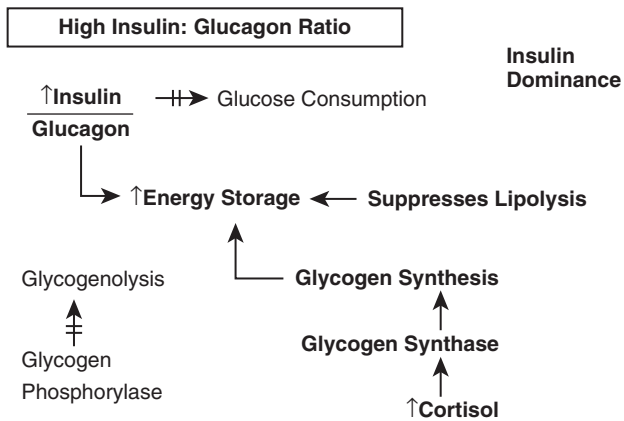 High Insulin: Glucagon Ratio
Insulin
Dominance
↑Insulin
Glucagon
Glucose Consumption
↑Energy Storage
Suppresses Lipolysis
Glycogenolysis
Glycogen Synthesis
Glycogen
Phosphorylase
Glycogen Synthase
↑Cortisol